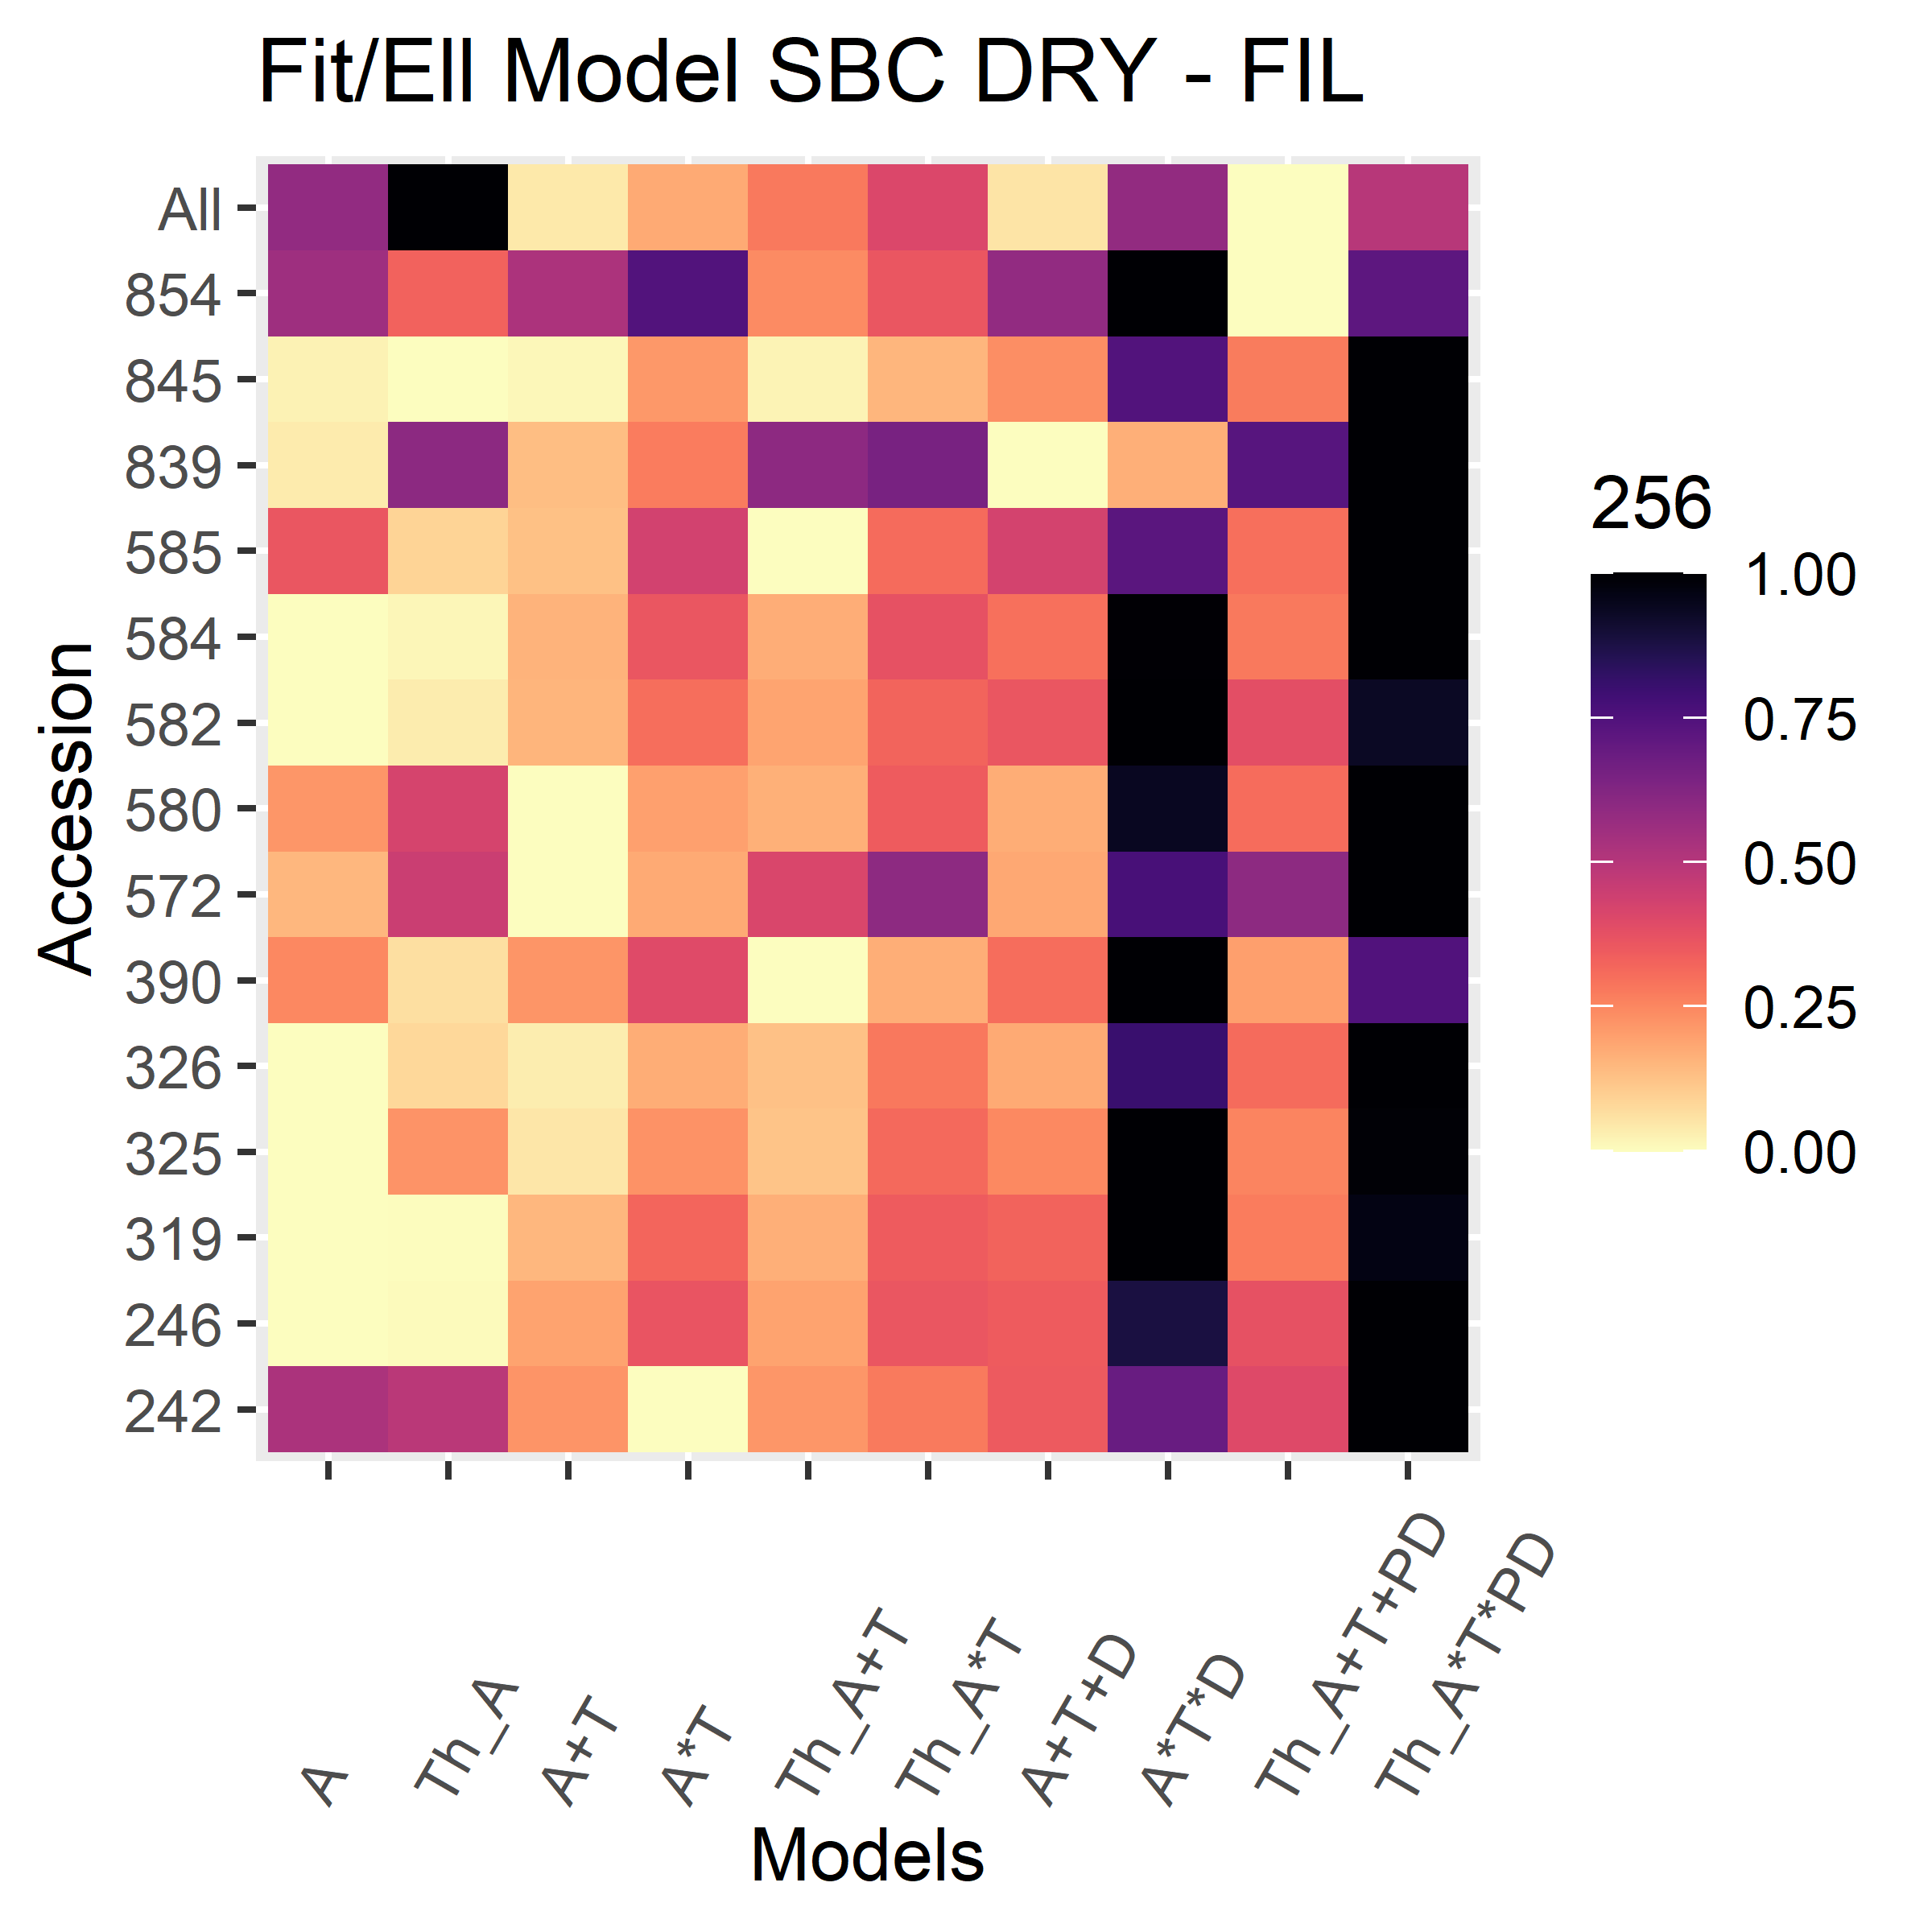 Fit/Ell Model SBC DRY - FIL
Accession
All
854
845
839
585
584
582
580
572
390
326
325
319
246
242
256
1.00
0.75
0.50
0.25
0.00
A
Th_A
A+T
A*T
Th_A+T
Th_A*T
A+T+D
A*T*D
Th_A+T+PD
Th_A*T*PD
Models